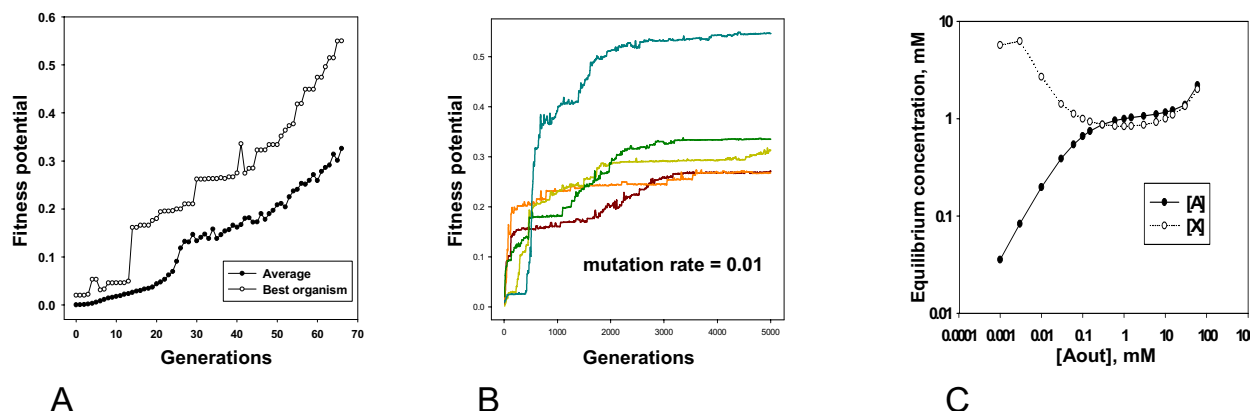 Fitness potential
0.6
0.5
0.4
0.3
0.2
0.1
0.0
0 10 20 30 40 50 60 70
Generations
Average
Best organism
A
Fitness potential
0.5
0.4
0.3
0.2
0.1
0.0
0 1000 2000 3000 4000 5000
Generations
mutation rate = 0.01
B
Equilibrium concentration, mM
10
1
0.1
0.01
0.0001 0.001 0.01 0.1 1 10 100
[Aout], mM
[A]
[X]
C